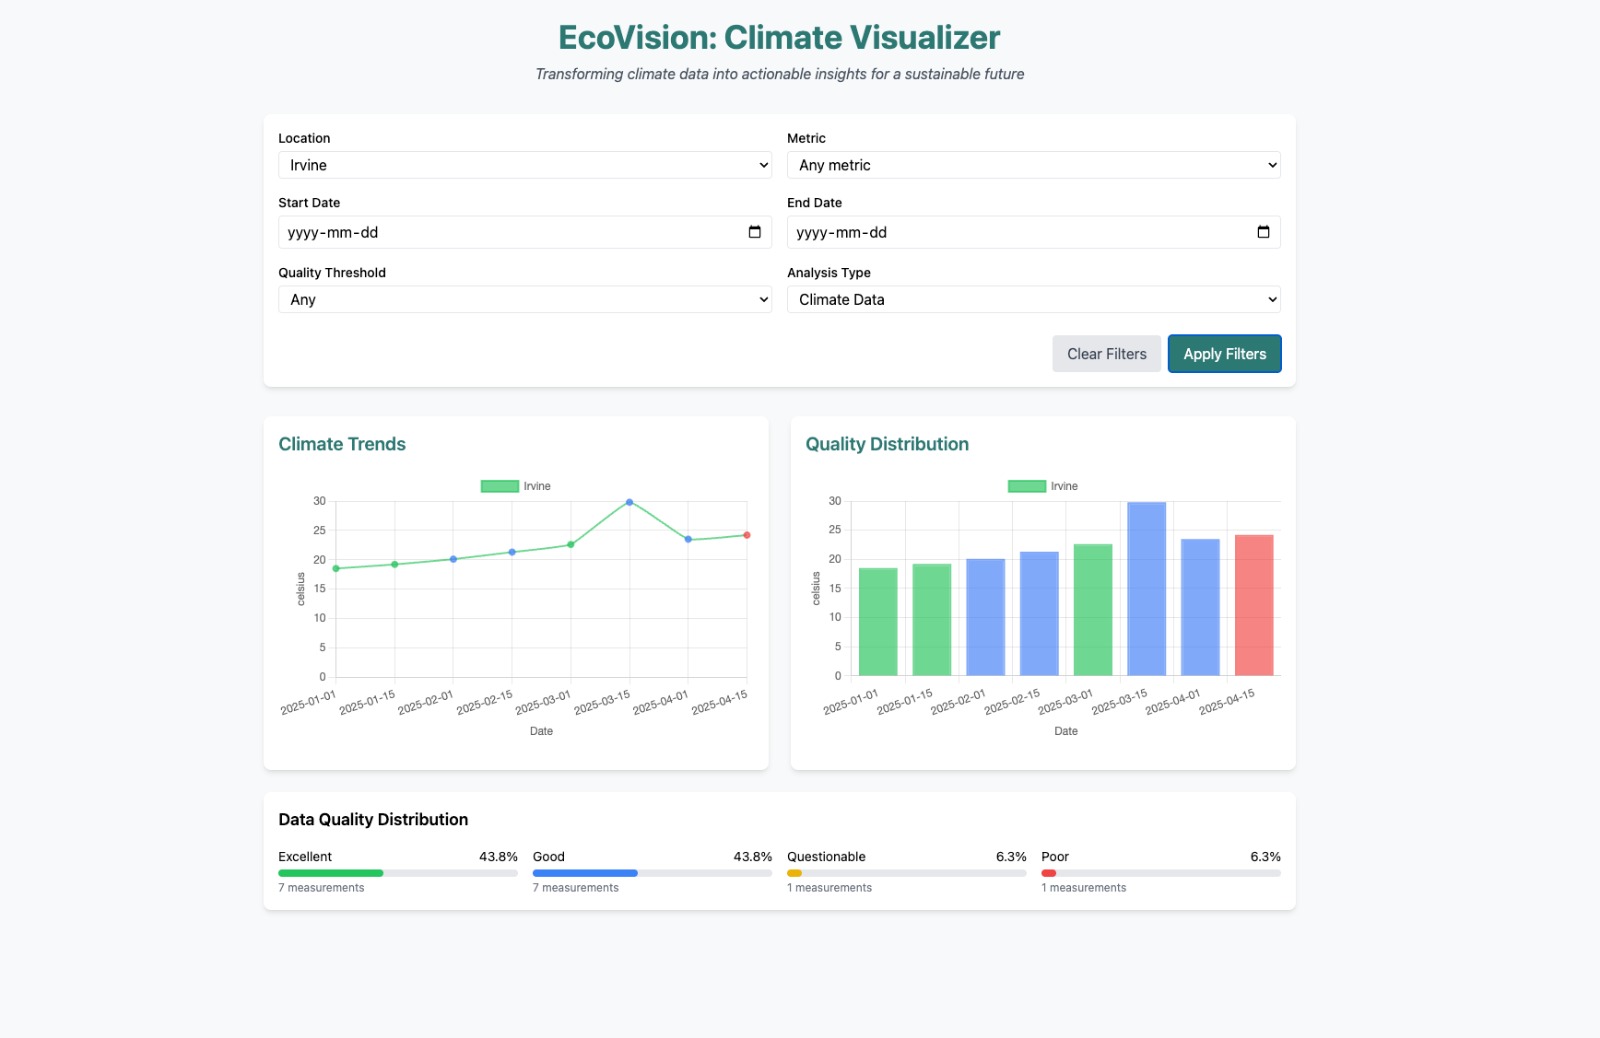 EcoVision: Climate Visualizer
Transforming climate data into actionable insights for a sustainable future
Location
Irvine
Metric
Any metric
Start Date
yyyy-mm-dd
End Date
yyyy-mm-dd
Quality Threshold
Any
Analysis Type
Climate Data
Clear Filters
Apply Filters
Climate Trends
Irvine
30
25
20
15
10
5
0
celsius
2025-01-01
2025-01-15
2025-02-01
2025-02-15
2025-03-01
2025-03-15
2025-04-01
2025-04-15
Date
Quality Distribution
Irvine
30
25
20
15
10
5
0
celsius
2025-01-01
2025-01-15
2025-02-01
2025-02-15
2025-03-01
2025-03-15
2025-04-01
2025-04-15
Date
Data Quality Distribution
Excellent 43.8%
7 measurements
Good 43.8%
7 measurements
Questionable 6.3%
1 measurements
Poor 6.3%
1 measurements